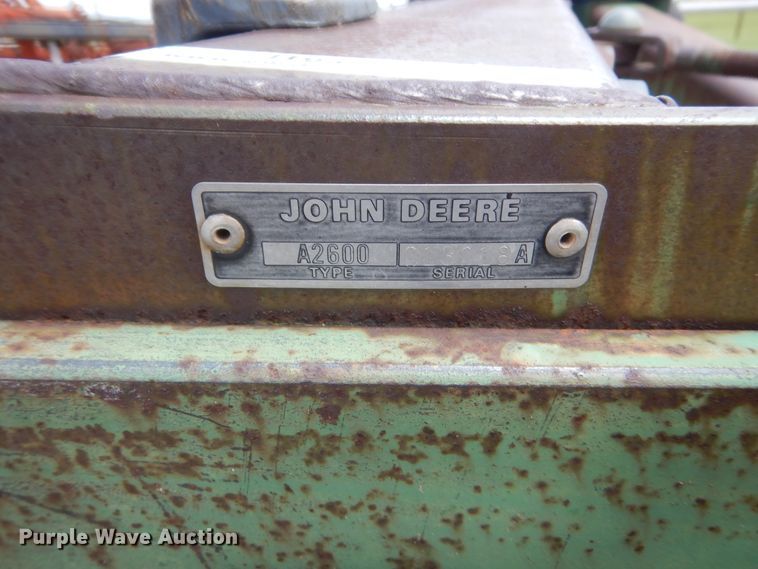 JOHN DEERE
A2600
TYPE SERIAL
Purple Wave Auction